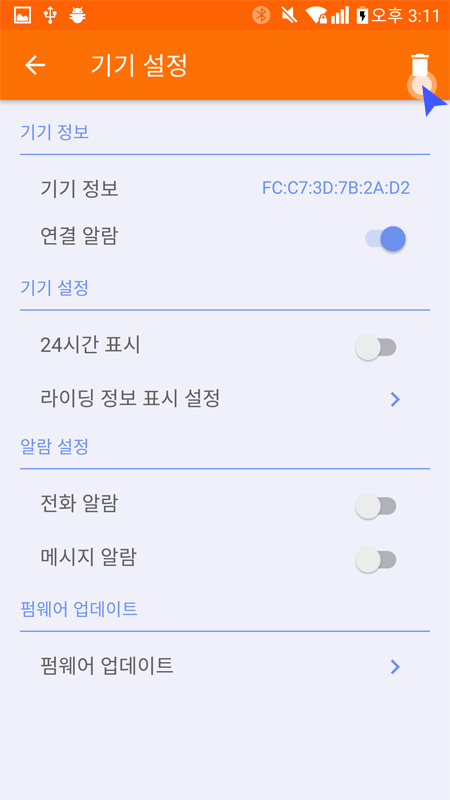 오후 3:11
기기 설정
기기 정보
기기 정보 FC:C7:3D:7B:2A:D2
연결 알람
기기 설정
24시간 표시
라이딩 정보 표시 설정
알람 설정
전화 알람
메시지 알람
펌웨어 업데이트
펌웨어 업데이트